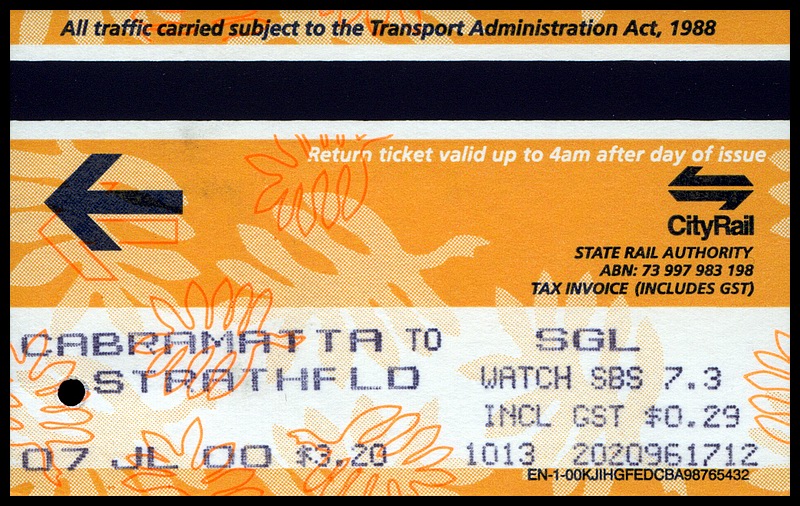 All traffic carried subject to the Transport Administration Act, 1988
Return ticket valid up to 4am after day of issue
CityRail
STATE RAIL AUTHORITY
ABN: 73 997 983 198
TAX INVOICE (INCLUDES GST)
CABRAMATTA TO SGL
STRATHFLD WATCH SBS 7.3
INCL GST $0.29
07 JL 00 $3.20 1013 2020961712
EN-1-00KJIHGFEDCBA98765432